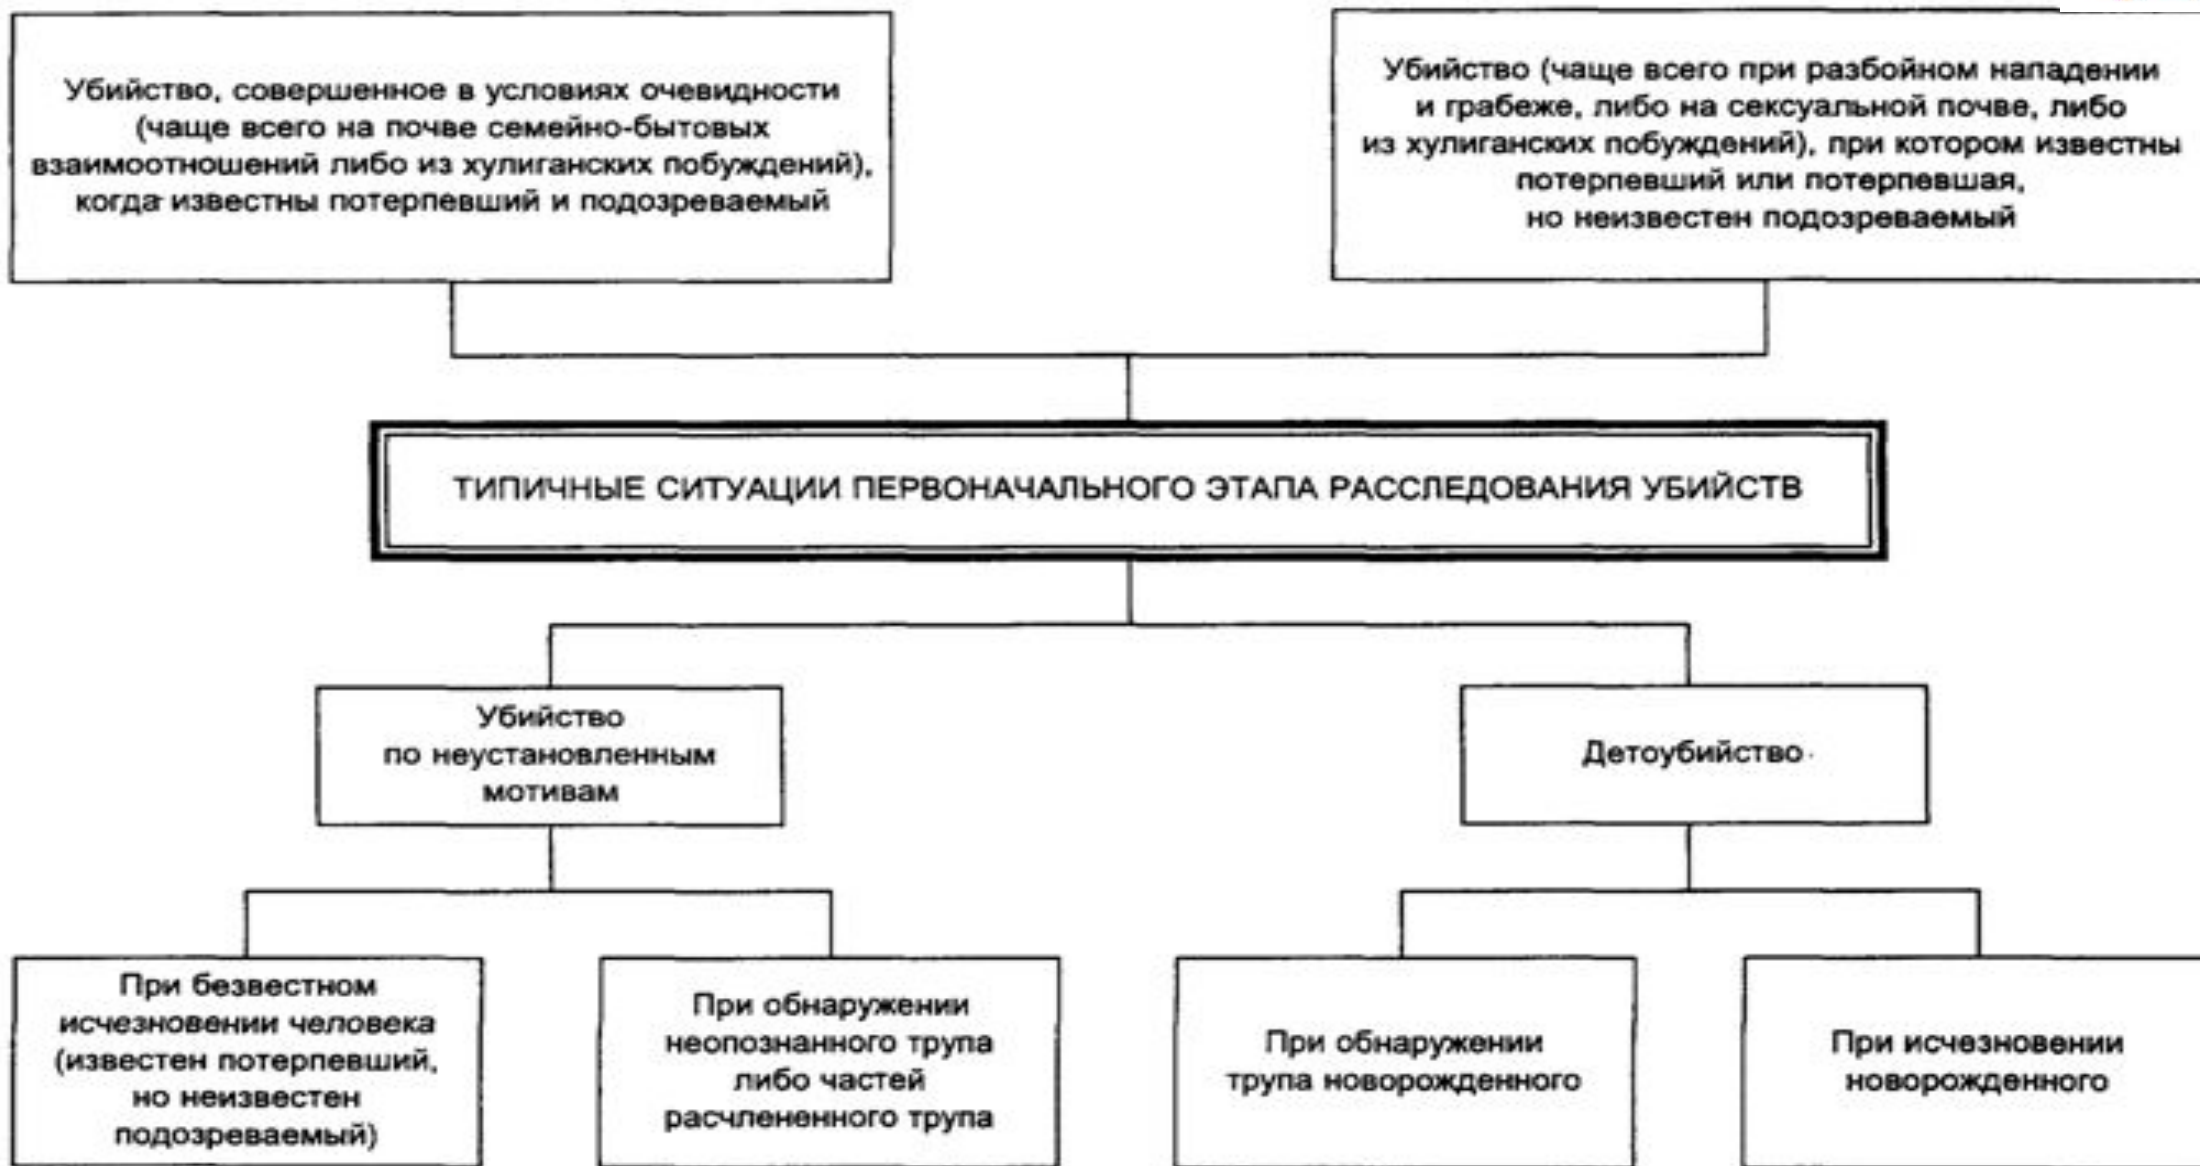 Убийство, совершенное в условиях очевидности
(чаще всего на почве семейно-бытовых
взаимоотношений либо из хулиганских побуждений),
когда известны потерпевший и подозреваемый
Убийство (чаще всего при разбойном нападении
и грабеже, либо на сексуальной почве, либо
из хулиганских побуждений), при котором известны
потерпевший или потерпевшая,
но неизвестен подозреваемый
ТИПИЧНЫЕ СИТУАЦИИ ПЕРВОНАЧАЛЬНОГО ЭТАПА РАССЛЕДОВАНИЯ УБИЙСТВ
Убийство
по неустановленным
мотивам
Детоубийство
При безвестном
исчезновении человека
(известен потерпевший,
но неизвестен
подозреваемый)
При обнаружении
неопознанного трупа
либо частей
расчлененного трупа
При обнаружении
трупа новорожденного
При исчезновении
новорожденного